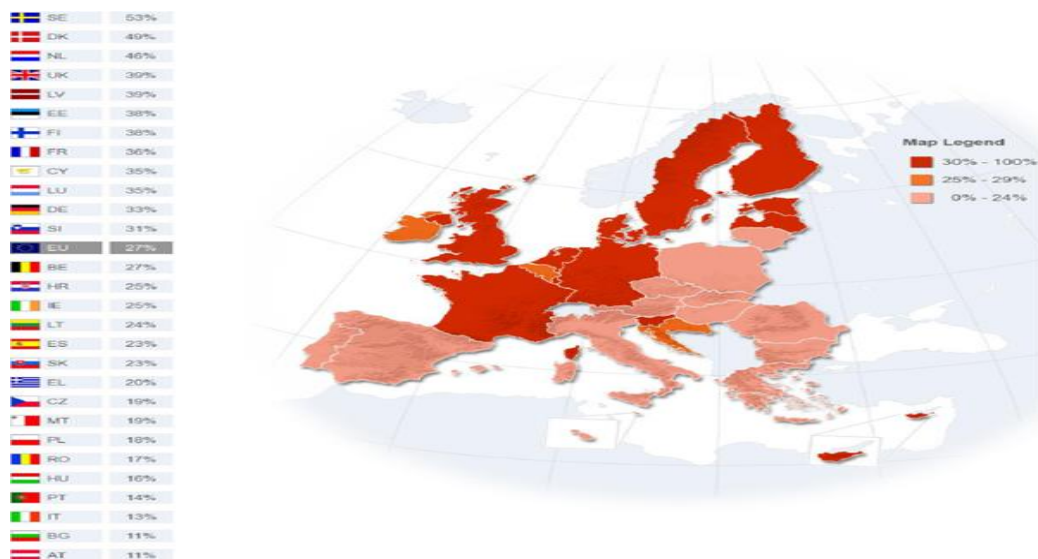 SE 53%
DK 49%
NL 46%
UK 39%
LV 39%
EE 38%
FI 38%
FR 36%
CY 35%
LU 35%
DE 33%
SI 31%
EU 27%
BE 27%
HR 25%
IE 25%
LT 24%
ES 23%
SK 23%
EL 20%
CZ 19%
MT 19%
PL 18%
RO 17%
HU 16%
PT 14%
IT 13%
BG 11%
AT 11%
Map Legend
30% - 100%
25% - 29%
0% - 24%